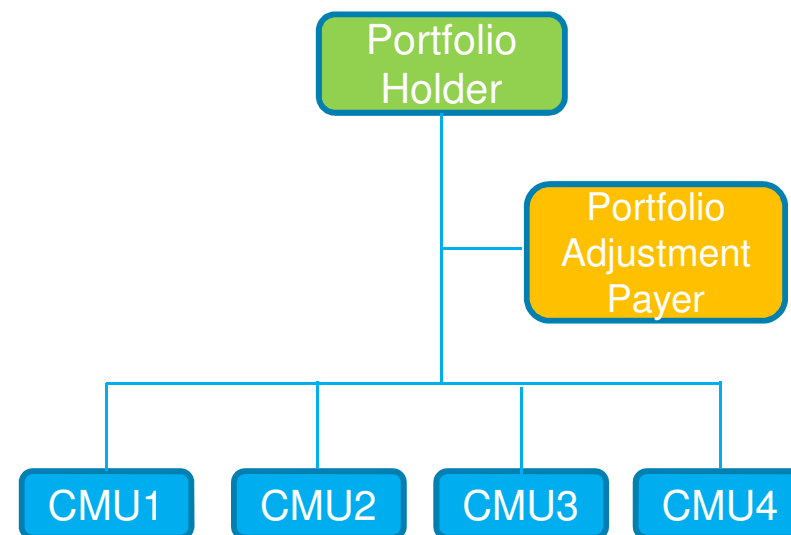 Portfolio
Holder
Portfolio
Adjustment
Payer
CMU1
CMU2
CMU3
CMU4